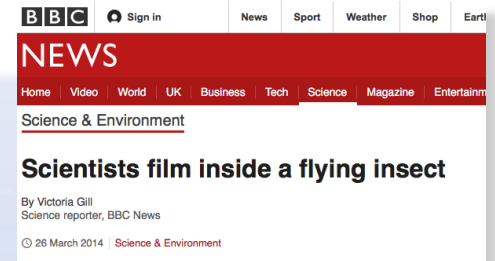 BBC Sign in News Sport Weather Shop
NEWS
Home Video World UK Business Tech Science Magazine
Science & Environment
Scientists film inside a flying insect
By Victoria Gill
Science reporter, BBC News
26 March 2014 Science & Environment